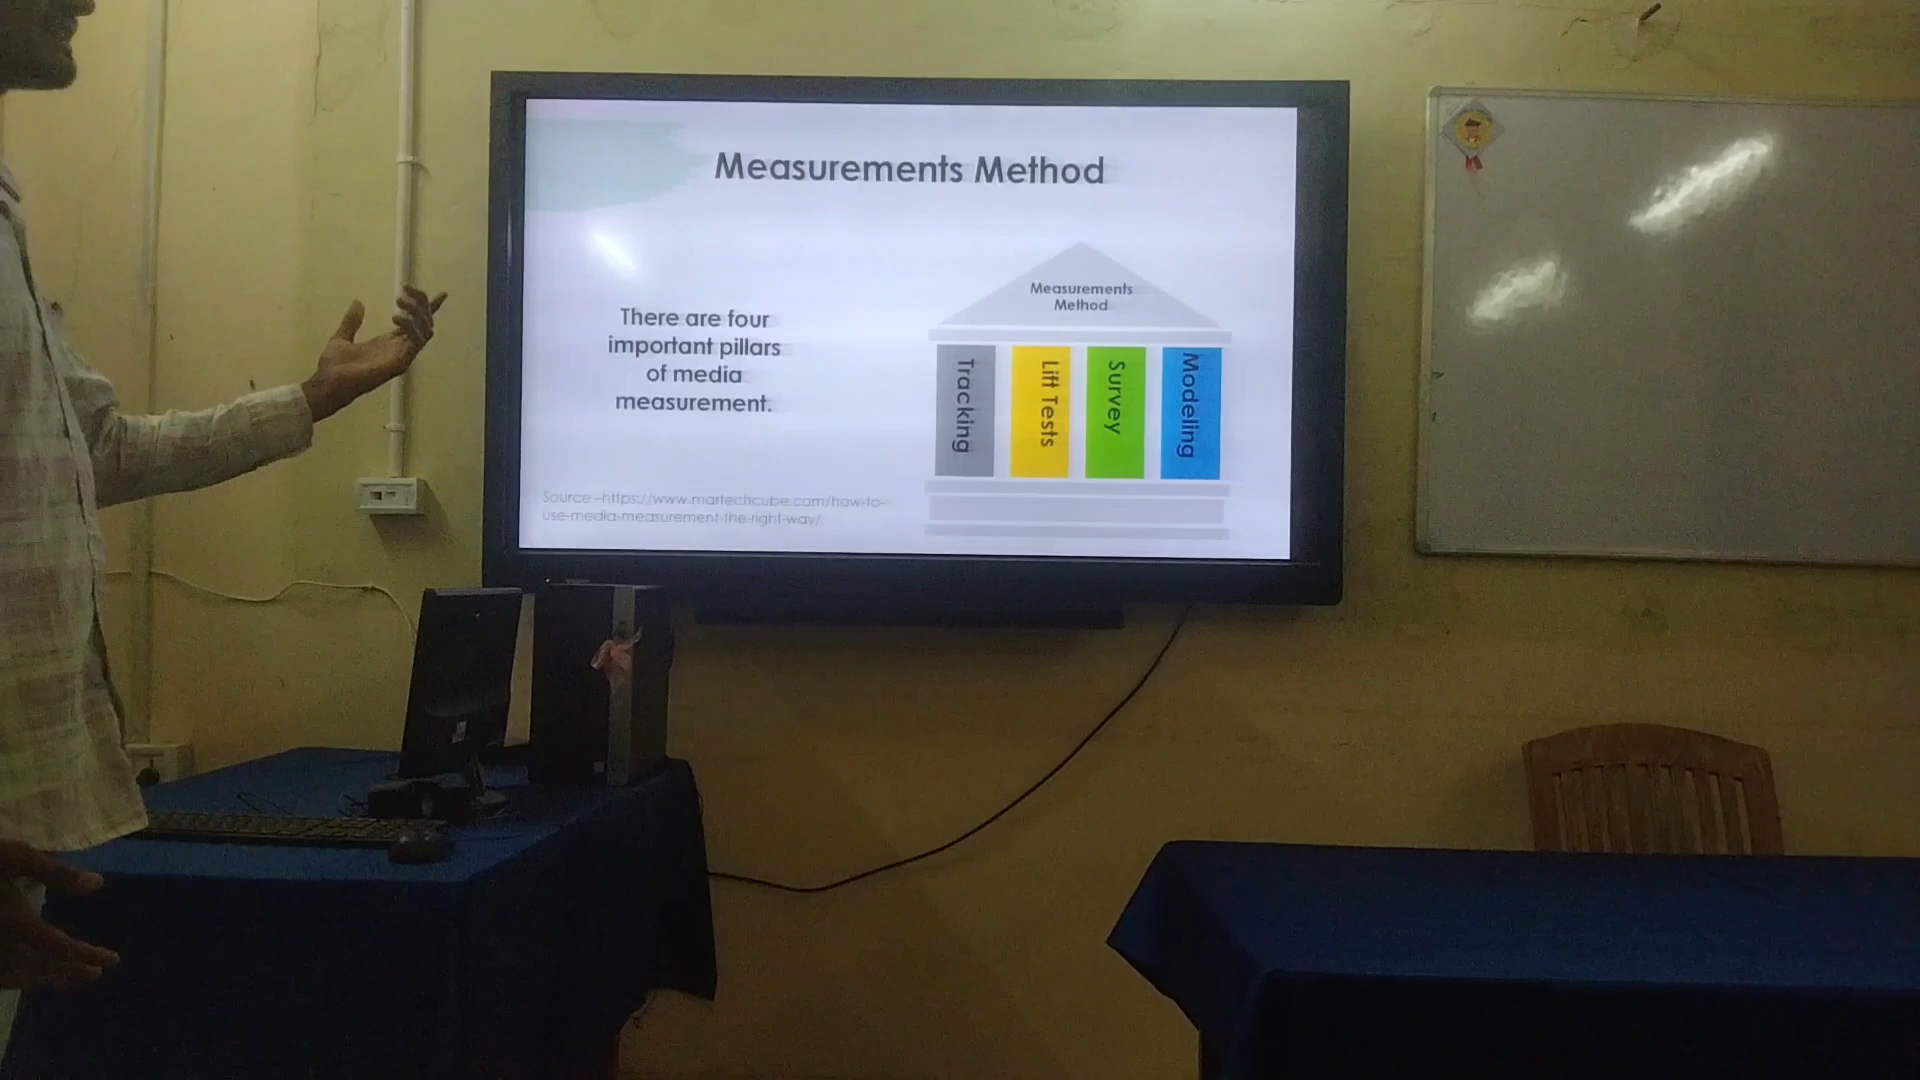 Measurements Method
There are four
important pillars
of media
measurement.
Measurements
Method
Tracking
Lift Tests
Survey
Modeling
Source –https://www.martechcube.com/how-to-
use-media-measurement-the-right-way/